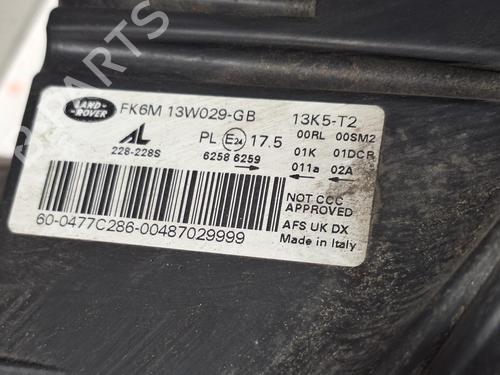 PARTS
LAND-
ROVER
FK6M 13W029-GB
13K5-T2
AL
PL E24 17.5
00RL 00SM2
228-228S
6258 6259
01K 01DCR
011a 02A
NOT CCC
APPROVED
60-0477C286-00487029999
AFS UK DX
Made in Italy